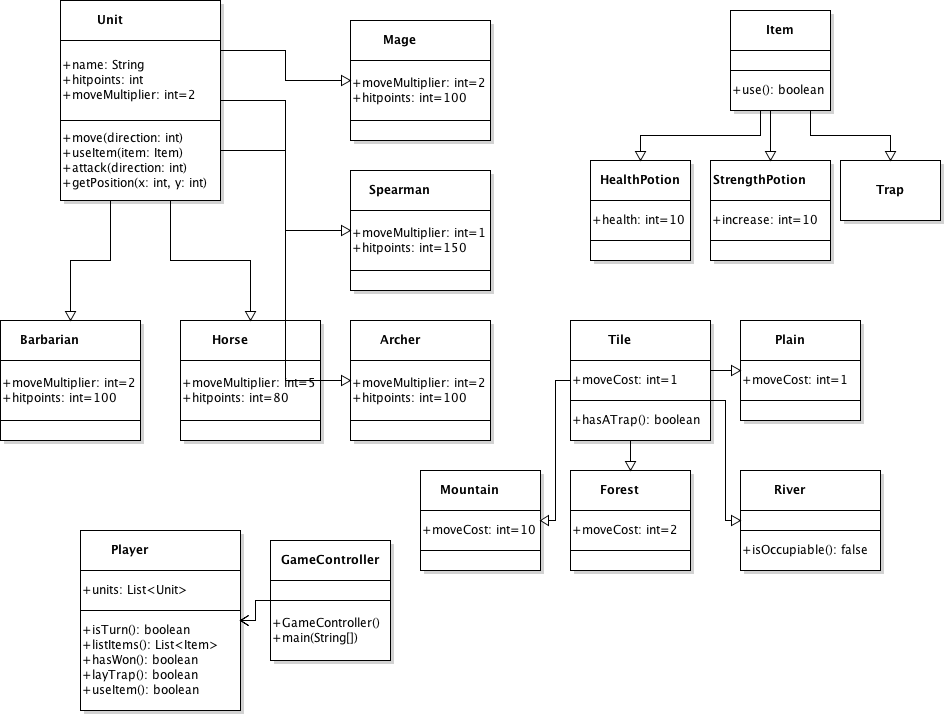 Unit
+name: String
+hitpoints: int
+moveMultiplier: int=2
+move(direction: int)
+useItem(item: Item)
+attack(direction: int)
+getPosition(x: int, y: int)
Mage
+moveMultiplier: int=2
+hitpoints: int=100
Spearman
+moveMultiplier: int=1
+hitpoints: int=150
Barbarian
+moveMultiplier: int=2
+hitpoints: int=100
Horse
+moveMultiplier: int=5
+hitpoints: int=80
Archer
+moveMultiplier: int=2
+hitpoints: int=100
Item
+use(): boolean
HealthPotion
+health: int=10
StrengthPotion
+increase: int=10
Trap
Tile
+moveCost: int=1
+hasATrap(): boolean
Plain
+moveCost: int=1
Mountain
+moveCost: int=10
Forest
+moveCost: int=2
River
+isOccupiable(): false
Player
+units: List<Unit>
+isTurn(): boolean
+listItems(): List<Item>
+hasWon(): boolean
+layTrap(): boolean
+useItem(): boolean
GameController
+GameController()
+main(String[])